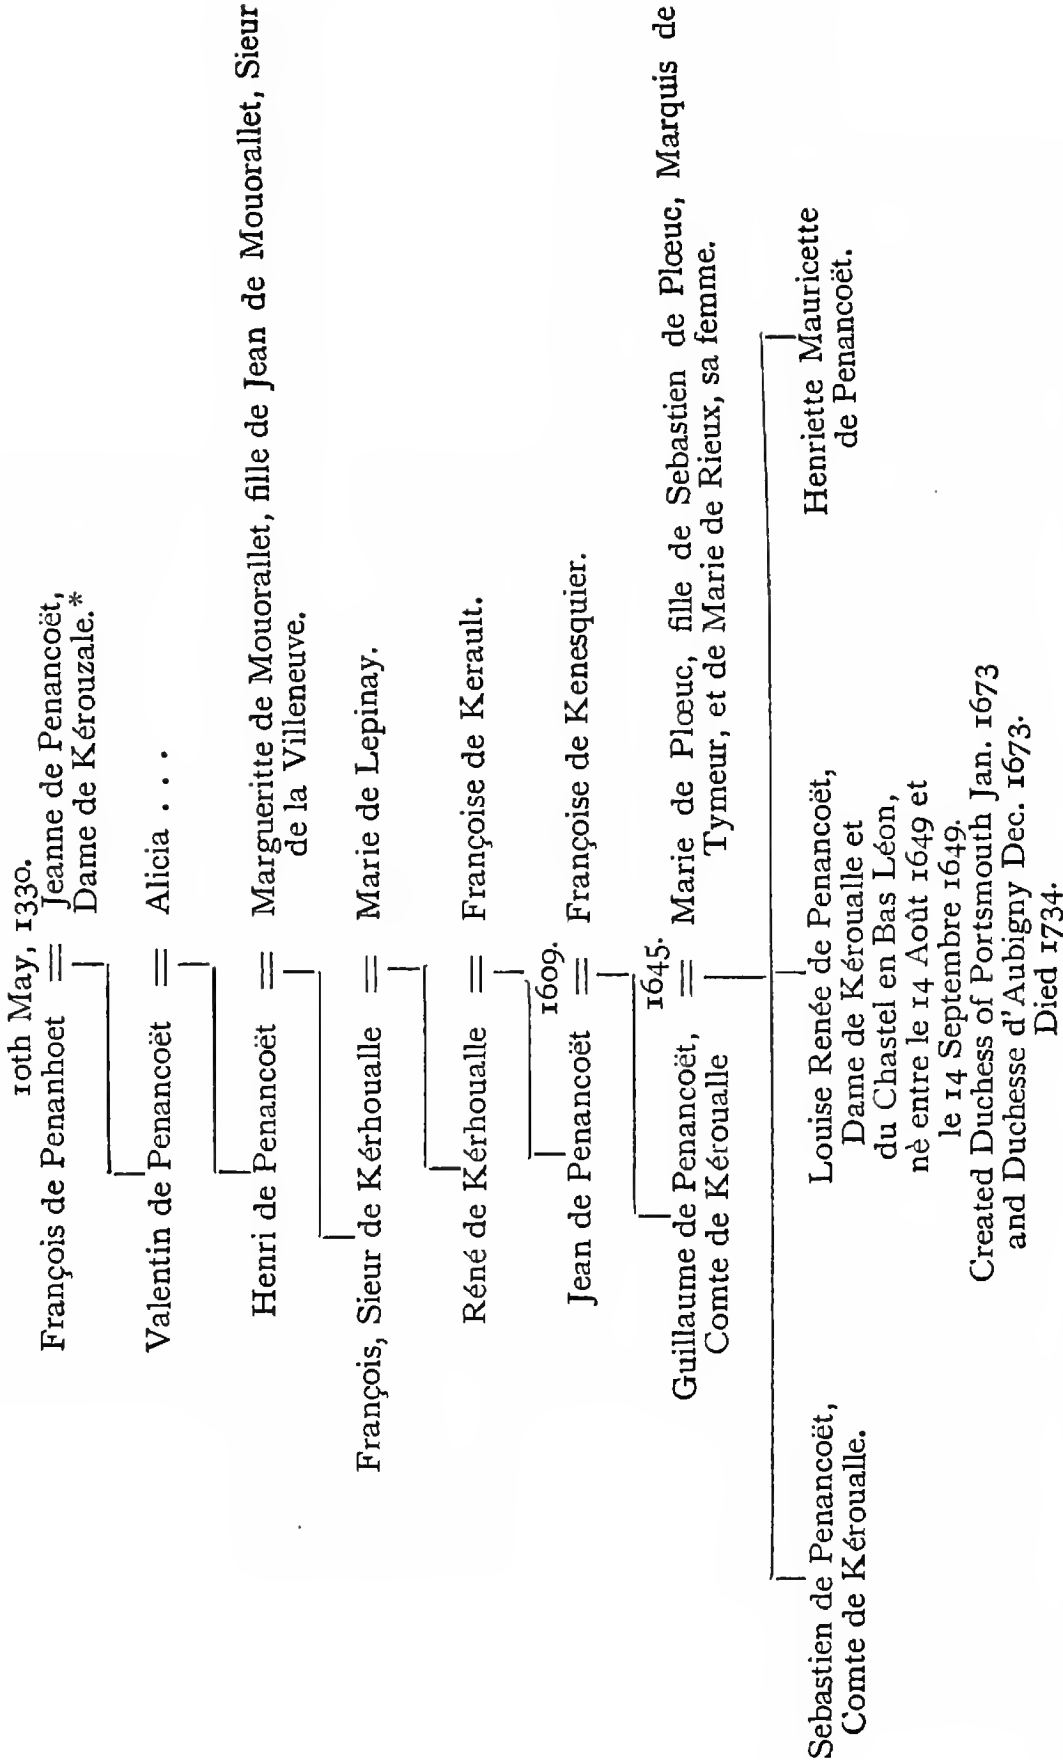 10th May, 1330.
François de Penanhoet = Jeanne de Penancoët,
Dame de Kérouzale.*
Valentin de Penancoët = Alicia . . .
Henri de Penancoët = Margueritte de Mouorallet, fille de Jean de Mouorallet, Sieur
de la Villeneuve.
François, Sieur de Kérhoualle = Marie de Lepinay.
Réné de Kérhoualle = Françoise de Kerault.
1609.
Jean de Penancoët = Françoise de Kenesquier.
1645.
Guillaume de Penancoët, = Marie de Plœuc, fille de Sebastien de Plœuc, Marquis de
Comte de Kéroualle
Tymeur, et de Marie de Rieux, sa femme.
Sebastien de Penancoët,
Comte de Kéroualle.
Louise Renée de Penancoët,
Dame de Kéroualle et
du Chastel en Bas Léon,
nè entre le 14 Août 1649 et
le 14 Septembre 1649.
Created Duchess of Portsmouth Jan. 1673
and Duchesse d'Aubigny Dec. 1673.
Died 1734.
Henriette Mauricette
de Penancoët.